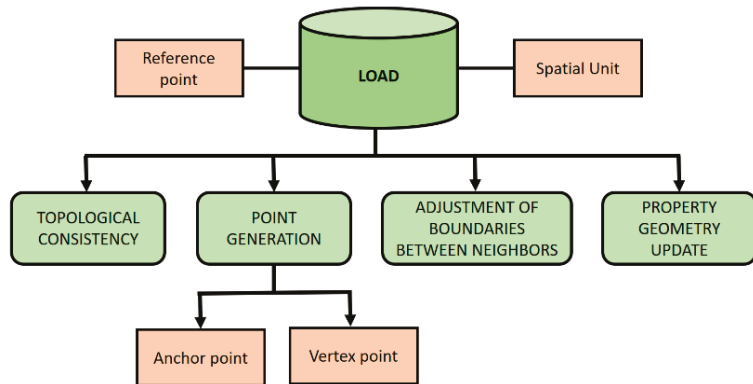 Reference
point
LOAD
Spatial Unit
TOPOLOGICAL
CONSISTENCY
POINT
GENERATION
ADJUSTMENT OF
BOUNDARIES
BETWEEN NEIGHBORS
PROPERTY
GEOMETRY
UPDATE
Anchor point
Vertex point